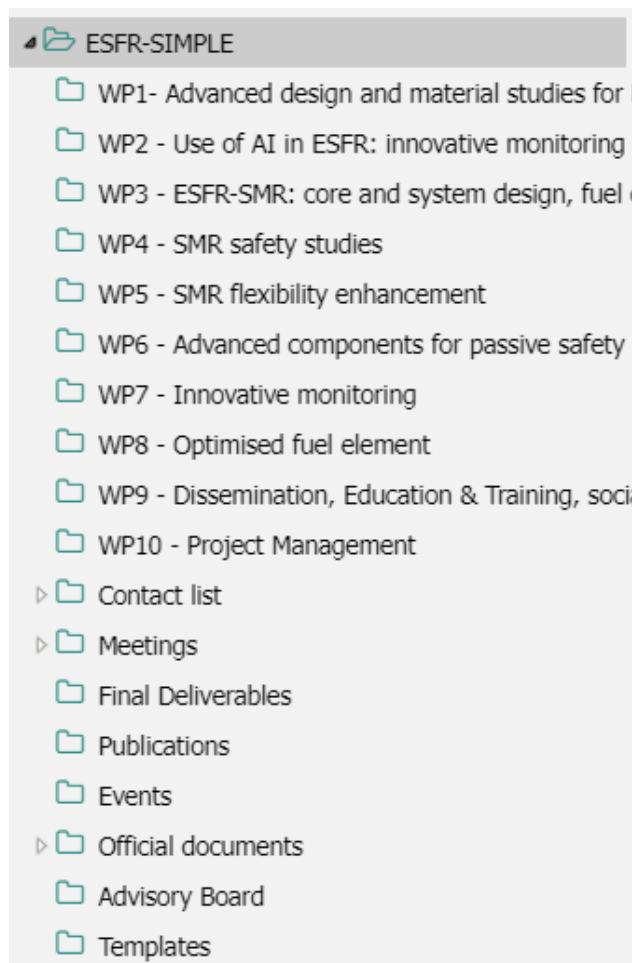 ESFR-SIMPLE
WP1- Advanced design and material studies for
WP2 - Use of AI in ESFR: innovative monitoring
WP3 - ESFR-SMR: core and system design, fuel
WP4 - SMR safety studies
WP5 - SMR flexibility enhancement
WP6 - Advanced components for passive safety
WP7 - Innovative monitoring
WP8 - Optimised fuel element
WP9 - Dissemination, Education & Training,
WP10 - Project Management
Contact list
Meetings
Final Deliverables
Publications
Events
Official documents
Advisory Board
Templates